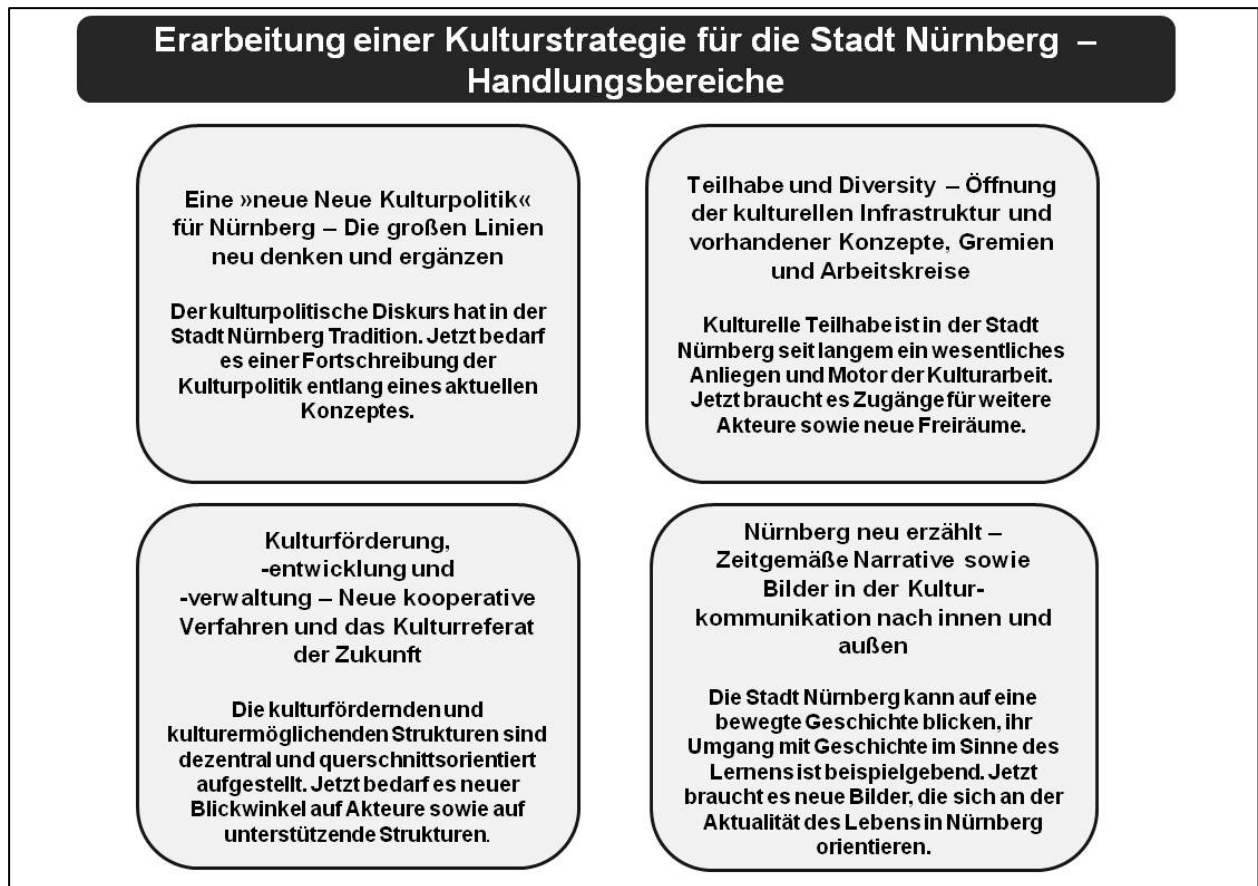 Erarbeitung einer Kulturstrategie für die Stadt Nürnberg –
Handlungsbereiche
Eine »neue Neue Kulturpolitik«
für Nürnberg – Die großen Linien
neu denken und ergänzen
Der kulturpolitische Diskurs hat in der
Stadt Nürnberg Tradition. Jetzt bedarf
es einer Fortschreibung der
Kulturpolitik entlang eines aktuellen
Konzeptes.
Teilhabe und Diversity – Öffnung
der kulturellen Infrastruktur und
vorhandener Konzepte, Gremien
und Arbeitskreise
Kulturelle Teilhabe ist in der Stadt
Nürnberg seit langem ein wesentliches
Anliegen und Motor der Kulturarbeit.
Jetzt braucht es Zugänge für weitere
Akteure sowie neue Freiräume.
Kulturförderung,
-entwicklung und
-verwaltung – Neue kooperative
Verfahren und das Kulturreferat
der Zukunft
Die kulturfördernden und
kulturermöglichenden Strukturen sind
dezentral und querschnittsorientiert
aufgestellt. Jetzt bedarf es neuer
Blickwinkel auf Akteure sowie auf
unterstützende Strukturen.
Nürnberg neu erzählt –
Zeitgemäße Narrative sowie
Bilder in der Kultur-
kommunikation nach innen und
außen
Die Stadt Nürnberg kann auf eine
bewegte Geschichte blicken, ihr
Umgang mit Geschichte im Sinne des
Lernens ist beispielgebend. Jetzt
braucht es neue Bilder, die sich an der
Aktualität des Lebens in Nürnberg
orientieren.